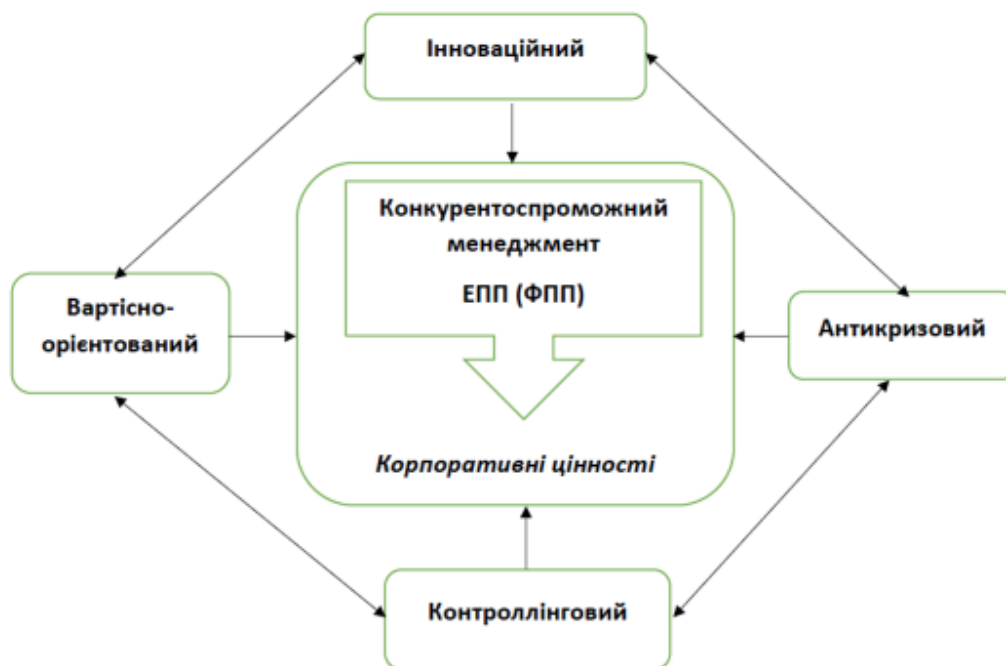 Інноваційний
Конкурентоспроможний
менеджмент
ЕПП (ФПП)
Вартісно-
орієнтований
Антикризовий
Корпоративні цінності
Контроллінговий